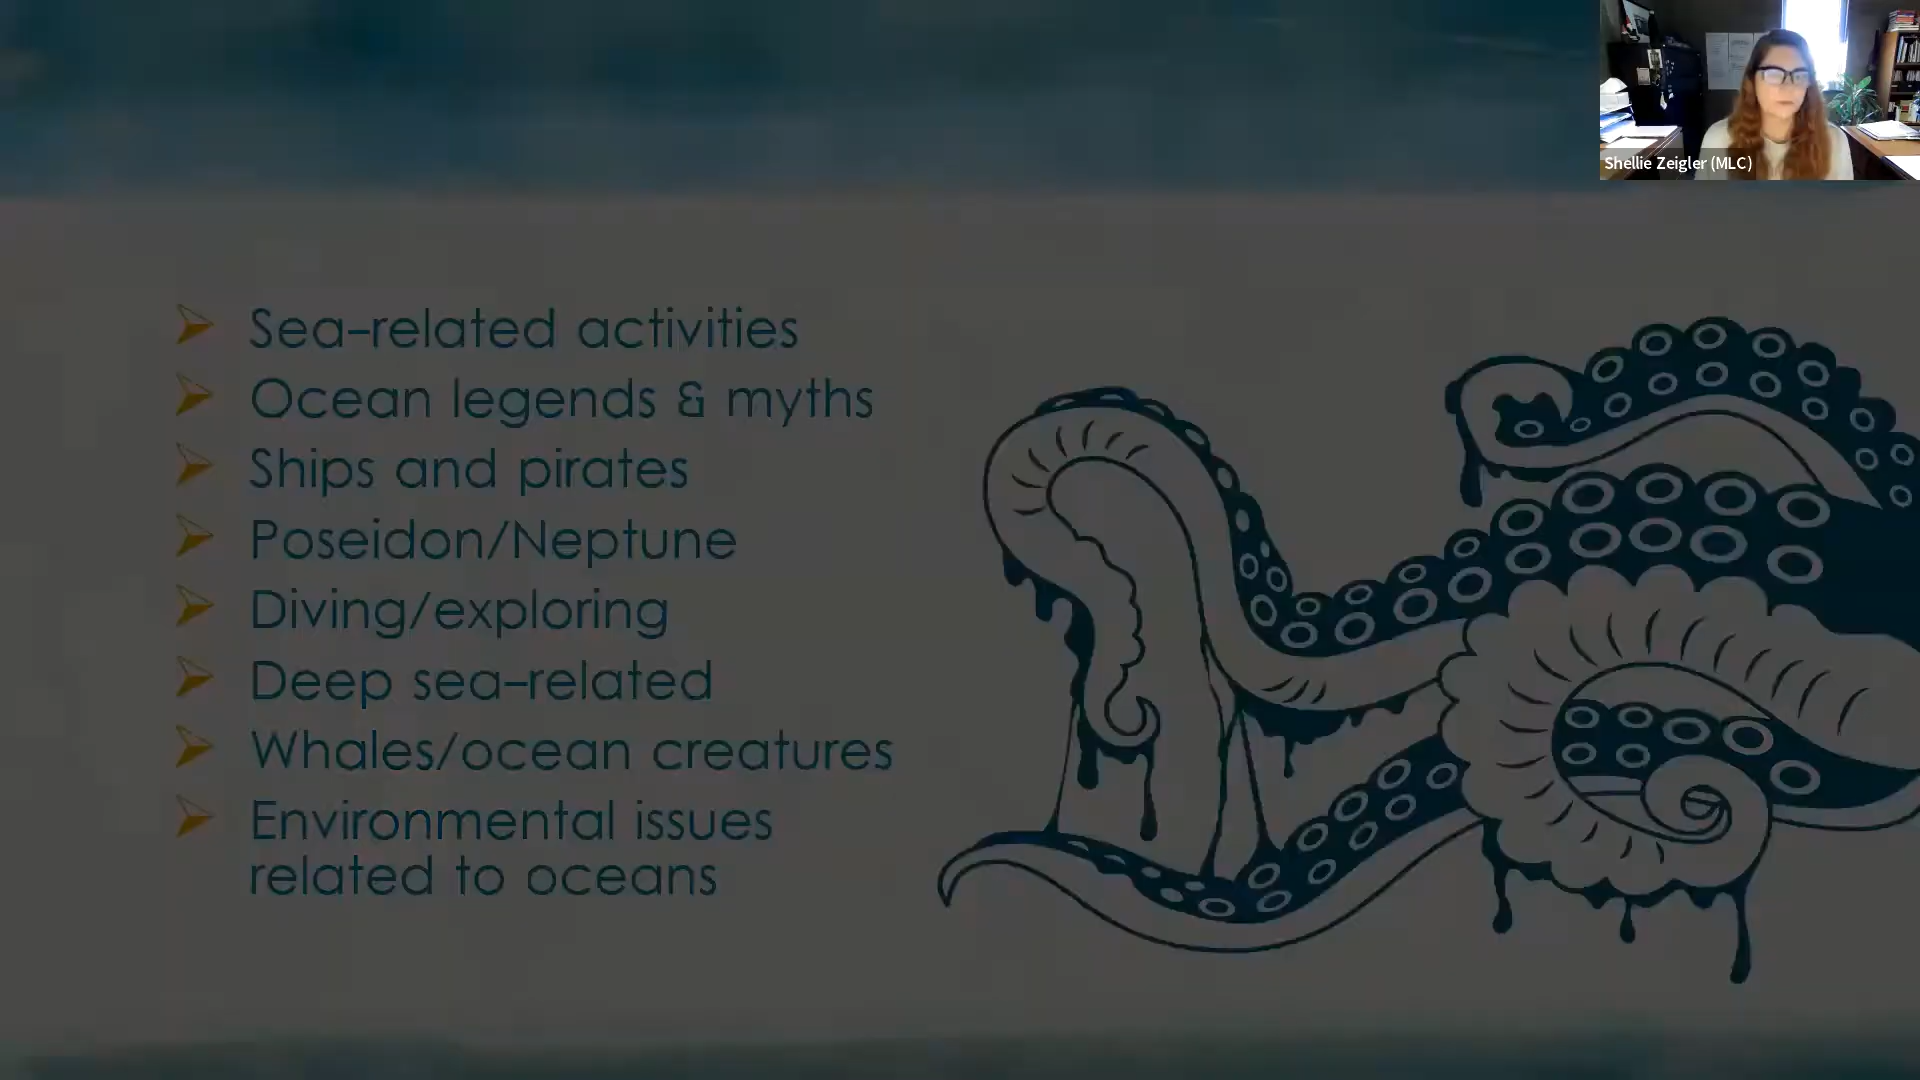 Shellie Zeigler (MLC)
Sea-related activities
Ocean legends & myths
Ships and pirates
Poseidon/Neptune
Diving/exploring
Deep sea-related
Whales/ocean creatures
Environmental issues
related to oceans